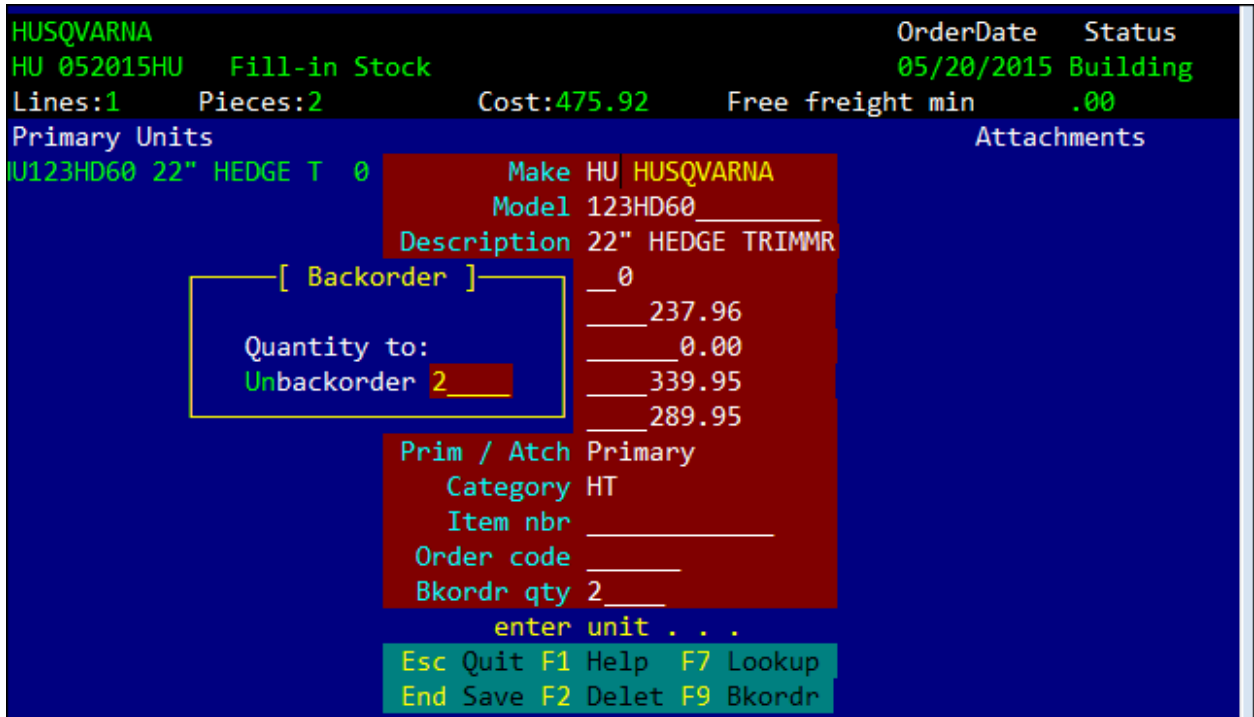 HUSQVARNA OrderDate Status
HU 052015HU Fill-in Stock 05/20/2015 Building
Lines:1 Pieces:2 Cost:475.92 Free freight min .00
Primary Units Attachments
HU123HD60 22" HEDGE T 0 Make HU HUSQVARNA
Model 123HD60________
Description 22" HEDGE TRIMMR
[ Backorder ] __0
____237.96
Quantity to: ______0.00
Unbackorder 2____ ____339.95
____289.95
Prim / Atch Primary
Category HT
Item nbr ____________
Order code ______
Bkordr qty 2____
enter unit . . .
Esc Quit F1 Help F7 Lookup
End Save F2 Delet F9 Bkordr